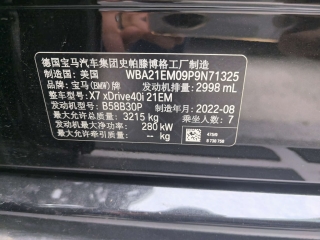 德国宝马汽车集团史帕滕博格工厂制造
制造国: 美国 WBA21EM09P9N71325
品牌: 宝马(BMW)牌 发动机排量: 2998 mL
型号: X7 xDrive40i 21EM
发动机型号: B58B30P 制造年月: 2022-08
最大允许总质量: 3215 kg 乘坐人数: 7
发动机最大净功率: 280 kW
最大允许牵引质量: -- kg